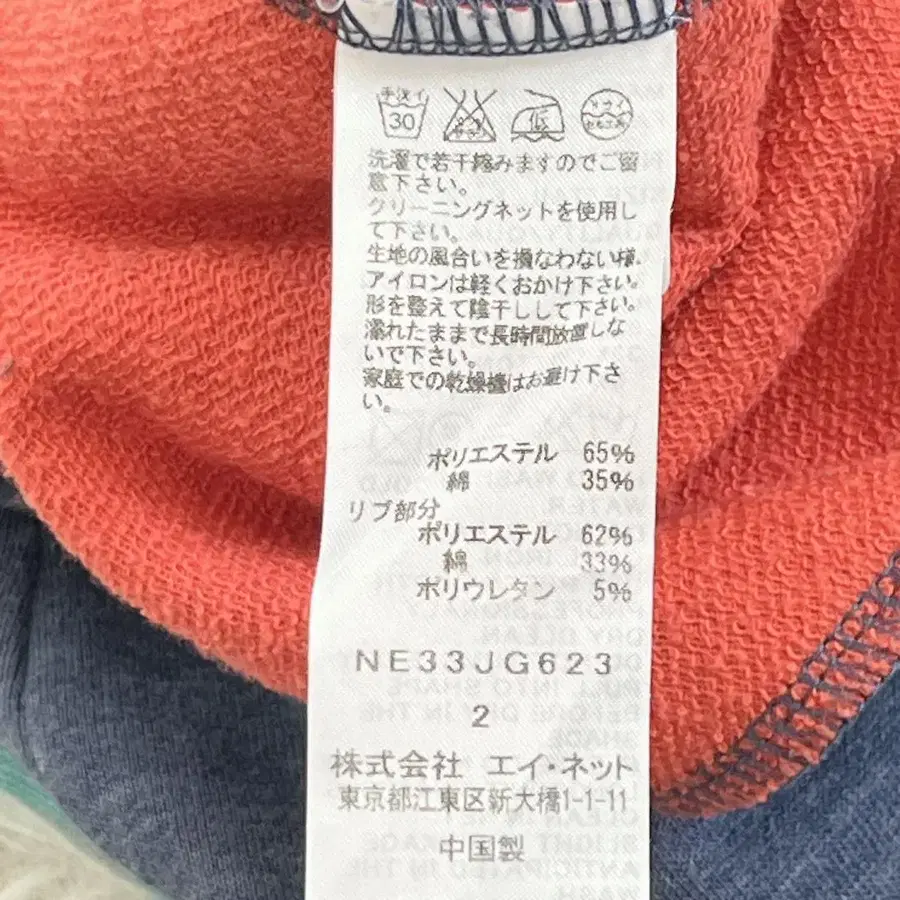 手洗イ
30
洗濯で若干縮みますのでご留
意下さい。
クリーニングネットを使用し
て下さい。
生地の風合いを損なわない様、
アイロンは軽くおかけ下さい。
形を整えて陰干しして下さい。
濡れたままで長時間放置しな
いで下さい。
家庭での乾燥機はお避け下さ
い。
ポリエステル 65%
綿 35%
リブ部分
ポリエステル 62%
綿 33%
ポリウレタン 5%
NE33JG623
2
株式会社 エイ・ネット
東京都江東区新大橋1-1-11
中国製